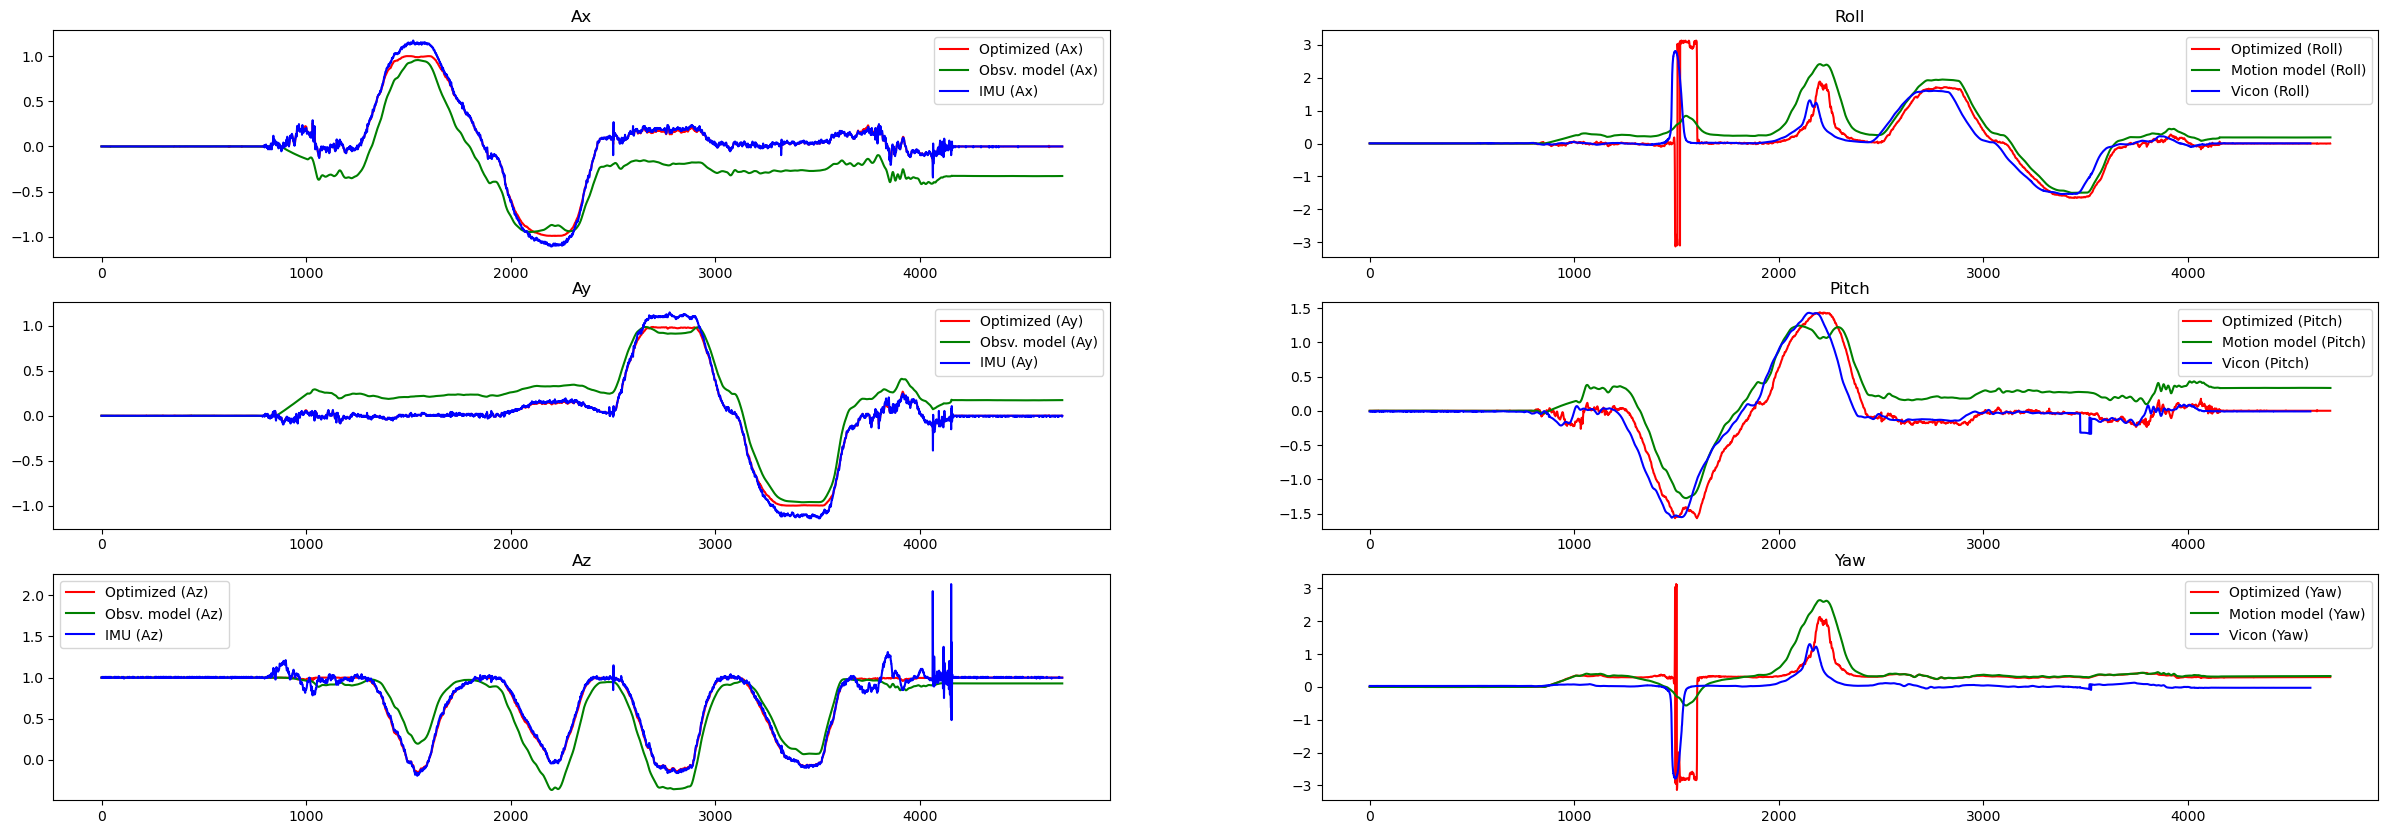 Ax
1.0
0.5
0.0
−0.5
−1.0
0
1000
2000
3000
4000
Optimized (Ax)
Obsv. model (Ax)
IMU (Ax)
Roll
3
2
1
0
−1
−2
−3
0
1000
2000
3000
4000
Optimized (Roll)
Motion model (Roll)
Vicon (Roll)
Ay
1.0
0.5
0.0
−0.5
−1.0
0
1000
2000
3000
4000
Optimized (Ay)
Obsv. model (Ay)
IMU (Ay)
Pitch
1.5
1.0
0.5
0.0
−0.5
−1.0
−1.5
0
1000
2000
3000
4000
Optimized (Pitch)
Motion model (Pitch)
Vicon (Pitch)
Az
2.0
1.5
1.0
0.5
0.0
0
1000
2000
3000
4000
Optimized (Az)
Obsv. model (Az)
IMU (Az)
Yaw
3
2
1
0
−1
−2
−3
0
1000
2000
3000
4000
Optimized (Yaw)
Motion model (Yaw)
Vicon (Yaw)